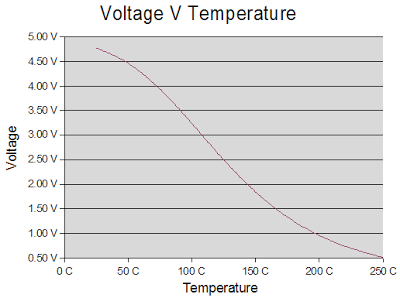 Voltage V Temperature
5.00 V
4.50 V
4.00 V
3.50 V
3.00 V
2.50 V
2.00 V
1.50 V
1.00 V
0.50 V
Voltage
0 C 50 C 100 C 150 C 200 C 250 C
Temperature